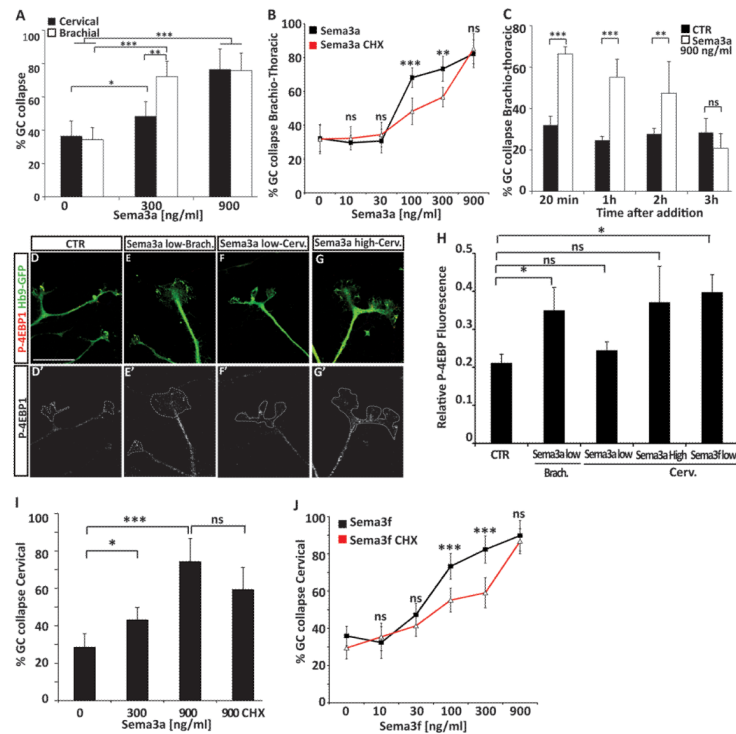 A
Cervical
Brachial
***
***
**
*
% GC collapse
100
80
60
40
20
0
0 300 900
Sema3a [ng/ml]
B
Sema3a
Sema3a CHX
ns
***
**
ns ns
% GC collapse Brachio-Thoracic
100
80
60
40
20
0
0 10 30 100 300 900
Sema3a [ng/ml]
C
CTR
Sema3a
900 ng/ml
*** *** ** ns
% GC collapse Brachio-thoracic
80
60
40
20
0
20 min 1h 2h 3h
Time after addition
CTR Sema3a low-Brach. Sema3a low-Cerv. Sema3a high-Cerv.
D E F G
P-4EBP1 Hb9-GFP
D' E' F' G'
P-4EBP1
H
*
ns
ns
*
Relative P-4EBP Fluorescence
0.5
0.4
0.3
0.2
0.1
0
CTR Sema3a low Sema3a low Sema3a High Sema3f low
Brach. Cerv.
I
***
ns
*
% GC collapse Cervical
100
80
60
40
20
0
0 300 900 900 CHX
Sema3a [ng/ml]
J
Sema3f
Sema3f CHX
ns
***
***
ns
ns
% GC collapse Cervical
100
80
60
40
20
0
0 10 30 100 300 900
Sema3f [ng/ml]